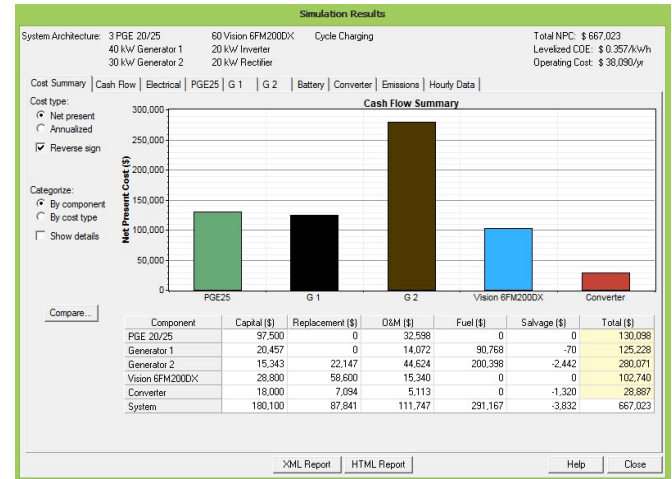 Simulation Results
System Architecture: 3 PGE 20/25 60 Vision 6FM200DX Cycle Charging Total NPC: $ 667,023
40 kW Generator 1 20 kW Inverter Levelized COE: $ 0.357/kWh
30 kW Generator 2 20 kW Rectifier Operating Cost: $ 38,090/yr
Cost Summary Cash Flow Electrical PGE25 G 1 G 2 Battery Converter Emissions Hourly Data
Cost type:
Net present
Annualized
Reverse sign
Categorize:
By component
By cost type
Show details
Compare...
Cash Flow Summary
Net Present Cost ($)
300,000
250,000
200,000
150,000
100,000
50,000
0
PGE25 G 1 G 2 Vision 6FM200DX Converter
Component Capital ($) Replacement ($) O&M ($) Fuel ($) Salvage ($) Total ($)
PGE 20/25 97,500 0 32,598 0 0 130,098
Generator 1 20,457 0 14,072 90,768 -70 125,228
Generator 2 15,343 22,147 44,624 200,398 -2,442 280,071
Vision 6FM200DX 28,800 58,600 15,340 0 0 102,740
Converter 18,000 7,094 5,113 0 -1,320 28,887
System 180,100 87,841 111,747 291,167 -3,832 667,023
XML Report HTML Report Help Close